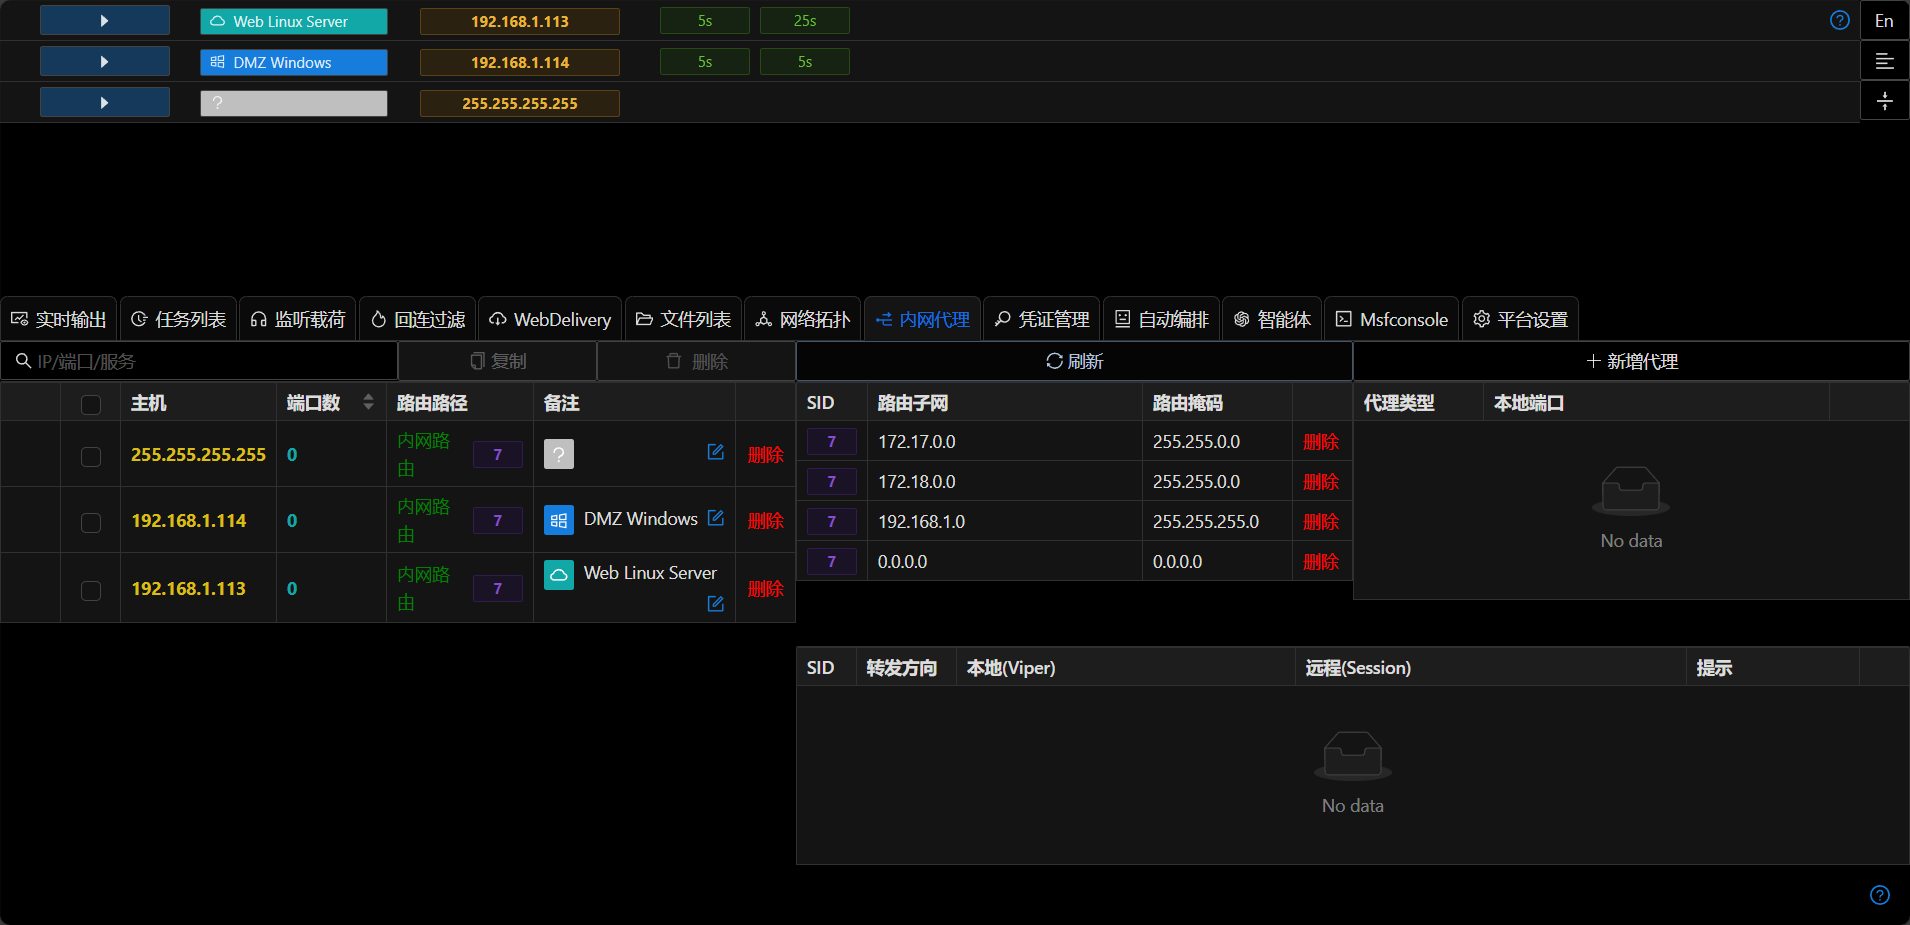 Web Linux Server 192.168.1.113 5s 25s En
DMZ Windows 192.168.1.114 5s 5s
? 255.255.255.255
实时输出 任务列表 监听载荷 回连过滤 WebDelivery 文件列表 网络拓扑 内网代理 凭证管理 自动编排 智能体 Msfconsole 平台设置
IP/端口/服务 复制 删除 刷新 新增代理
主机 端口数 路由路径 备注
255.255.255.255 0 内网路由 7 ? 删除
192.168.1.114 0 内网路由 7 DMZ Windows 删除
192.168.1.113 0 内网路由 7 Web Linux Server 删除
SID 路由子网 路由掩码
7 172.17.0.0 255.255.0.0 删除
7 172.18.0.0 255.255.0.0 删除
7 192.168.1.0 255.255.255.0 删除
7 0.0.0.0 0.0.0.0 删除
代理类型 本地端口
No data
SID 转发方向 本地(Viper) 远程(Session) 提示
No data